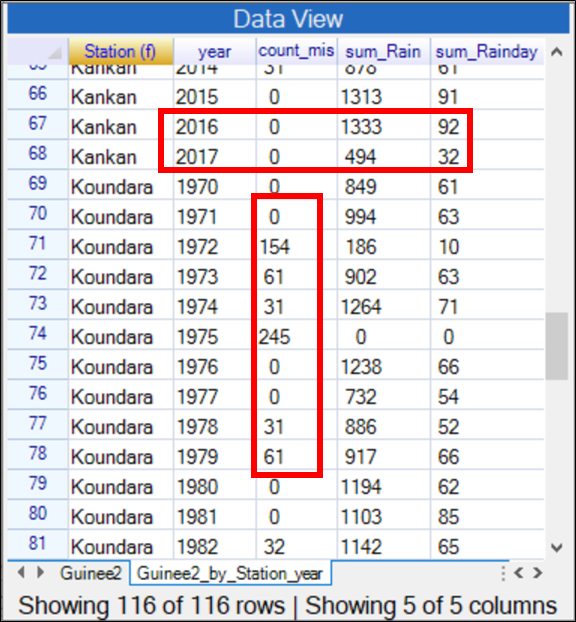 Data View
Station (f) year count_mis sum_Rain sum_Rainday
65 Kankan 2014 31 878 61
66 Kankan 2015 0 1313 91
67 Kankan 2016 0 1333 92
68 Kankan 2017 0 494 32
69 Koundara 1970 0 849 61
70 Koundara 1971 0 994 63
71 Koundara 1972 154 186 10
72 Koundara 1973 61 902 63
73 Koundara 1974 31 1264 71
74 Koundara 1975 245 0 0
75 Koundara 1976 0 1238 66
76 Koundara 1977 0 732 54
77 Koundara 1978 31 886 52
78 Koundara 1979 61 917 66
79 Koundara 1980 0 1194 62
80 Koundara 1981 0 1103 85
81 Koundara 1982 32 1142 65
Guinee2 Guinee2_by_Station_year
Showing 116 of 116 rows | Showing 5 of 5 columns